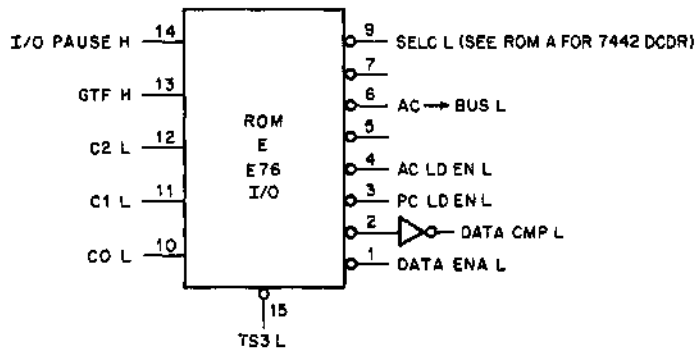 I/O PAUSE H 14
GTF H 13
C2 L 12
C1 L 11
C0 L 10
ROM
E
E76
I/O
9 SELC L (SEE ROM A FOR 7442 DCDR)
7
6 AC → BUS L
5
4 AC LD EN L
3 PC LD EN L
2 DATA CMP L
1 DATA ENA L
15
TS3 L